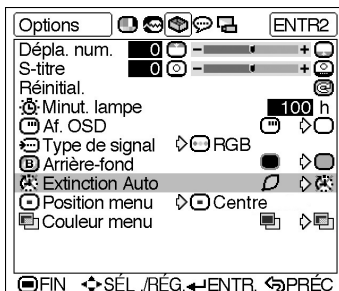 Options ENTR2
Dépla. num. 0 - +
S-titre 0 - +
Réinitial.
Minut. lampe 100 h
Af. OSD
Type de signal RGB
B Arrière-fond
Extinction Auto
Position menu Centre
Couleur menu
FIN SÉL./RÉG. ENTR. PRÉC